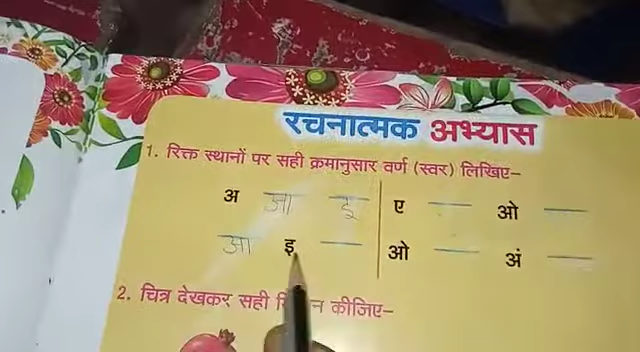 रचनात्मक अभ्यास
1. रिक्त स्थानों पर सही क्रमानुसार वर्ण (स्वर) लिखिए–
अ आ इ ए ओ
आ इ ओ अं
2. चित्र देखकर सही कीजिए–